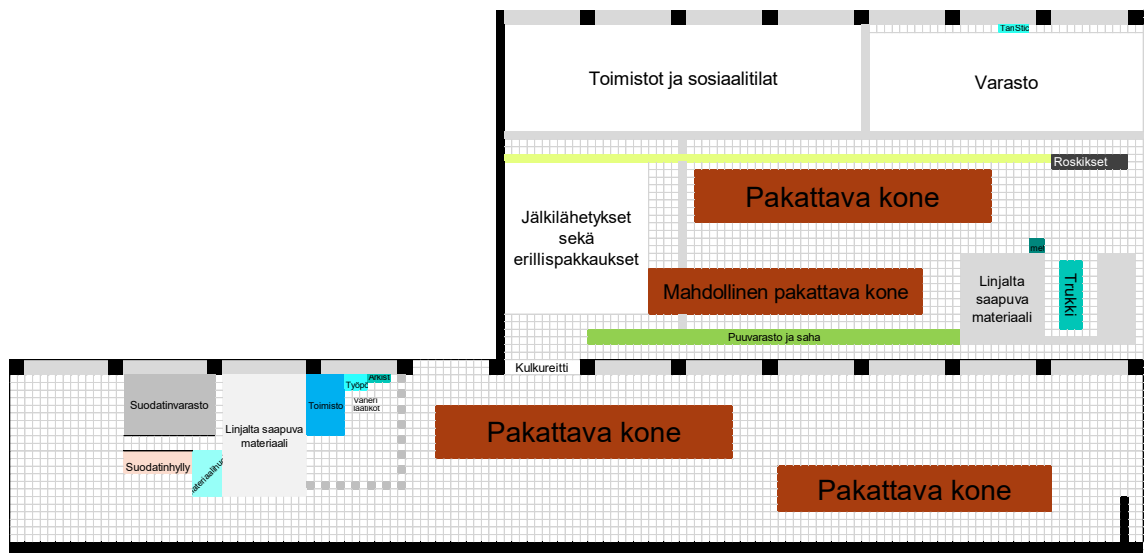 TanStic
Toimistot ja sosiaalitilat
Varasto
Roskikset
Pakattava kone
Jälkilähetykset
sekä
erillispakkaukset
Mahdollinen pakattava kone
Linjalta
saapuva
materiaali
Trukki
Puuvarasto ja saha
Kulkureitti
Suodatinvarasto
Linjalta saapuva
materiaali
Toimisto
Työpö
Arkist
Vaneri
laatikot
Pakattava kone
Suodatinhylly
Pakattava kone